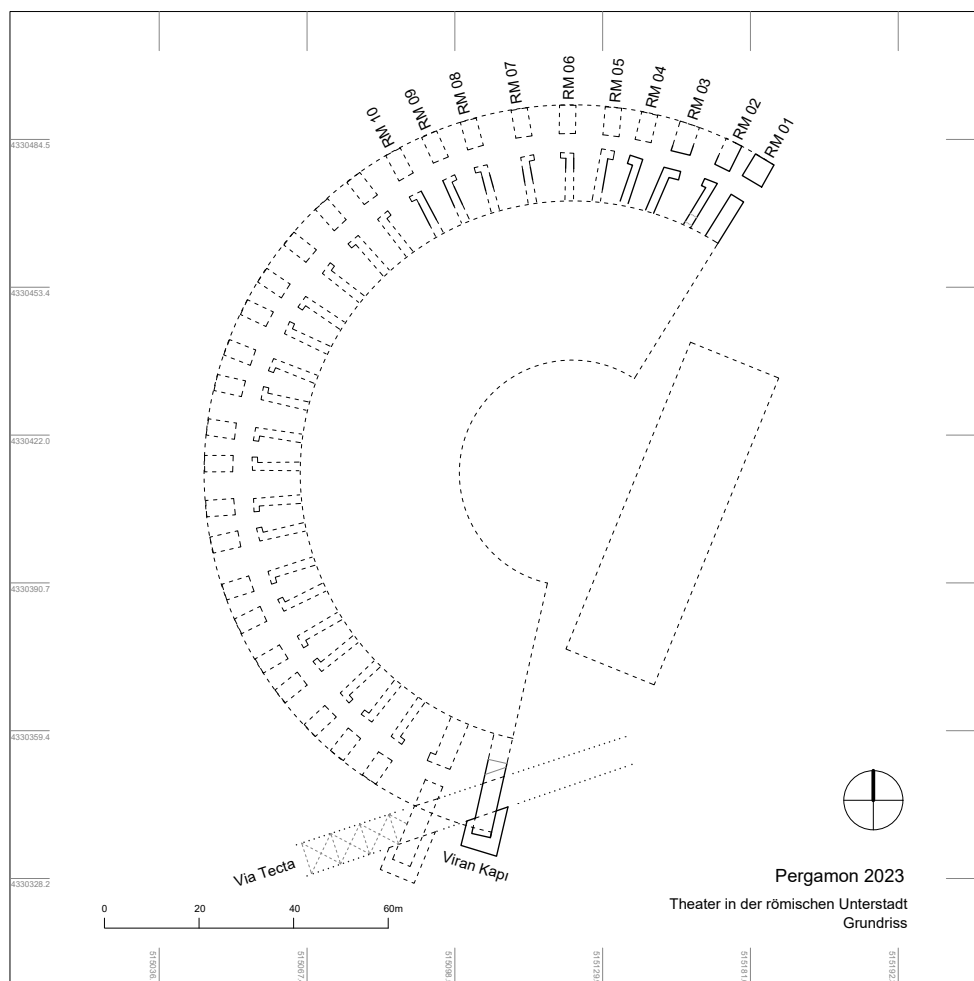 RM 10
RM 09
RM 08
RM 07
RM 06
RM 05
RM 04
RM 03
RM 02
RM 01
4330484.5
4330453.4
4330422.0
4330390.7
4330359.4
4330328.2
Via Tecta
Viran Kapı
0 20 40 60m
Pergamon 2023
Theater in der römischen Unterstadt
Grundriss